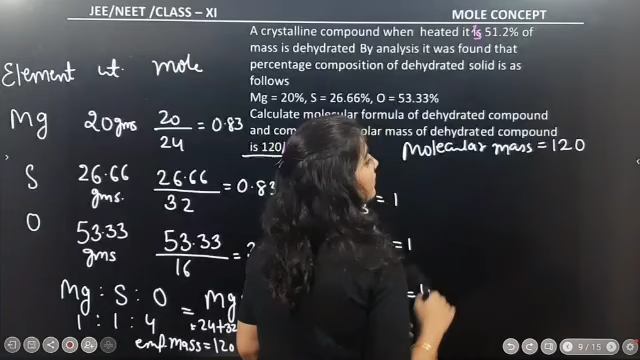 JEE/NEET /CLASS – XI
MOLE CONCEPT
A crystalline compound when heated it is 51.2% of
mass is dehydrated By analysis it was found that
percentage composition of dehydrated solid is as
follows
Mg = 20%, S = 26.66%, O = 53.33%
Calculate molecular formula of dehydrated compound
and com olar mass of dehydrated compound
is 120
molecular mass = 120
Element wt. mole
Mg 20gms 20/24 = 0.83
S 26.66 gms. 26.66/32 = 0.83 = 1
O 53.33 gms 53.33/16 = = 1
Mg : S : O = Mg
1 : 1 : 4
= 24+32
emp mass = 120
9 / 15